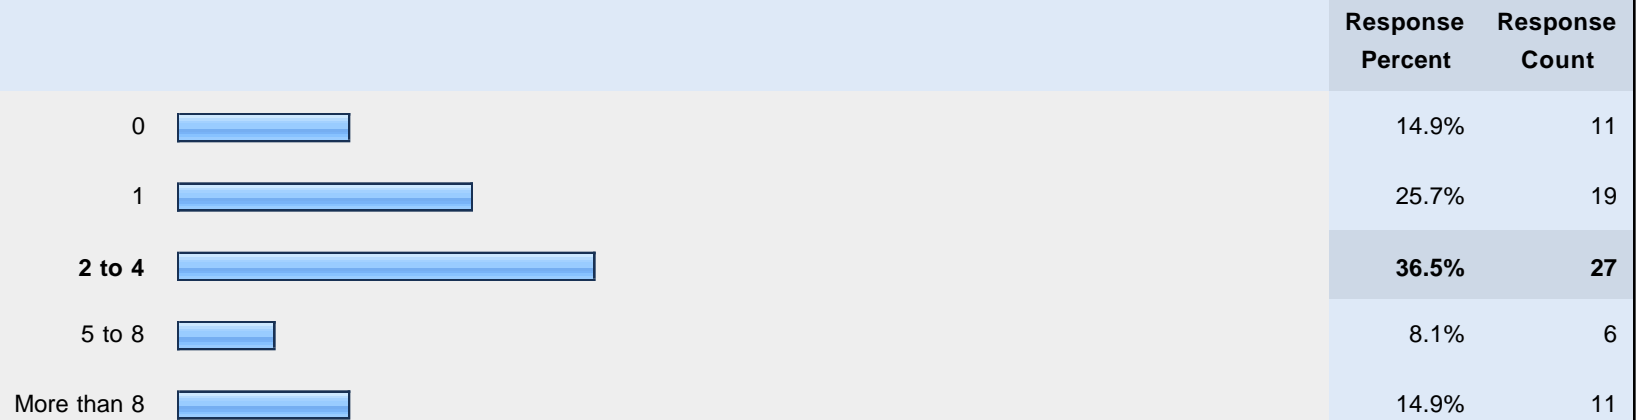 Response Response
Percent Count
0 14.9% 11
1 25.7% 19
2 to 4 36.5% 27
5 to 8 8.1% 6
More than 8 14.9% 11